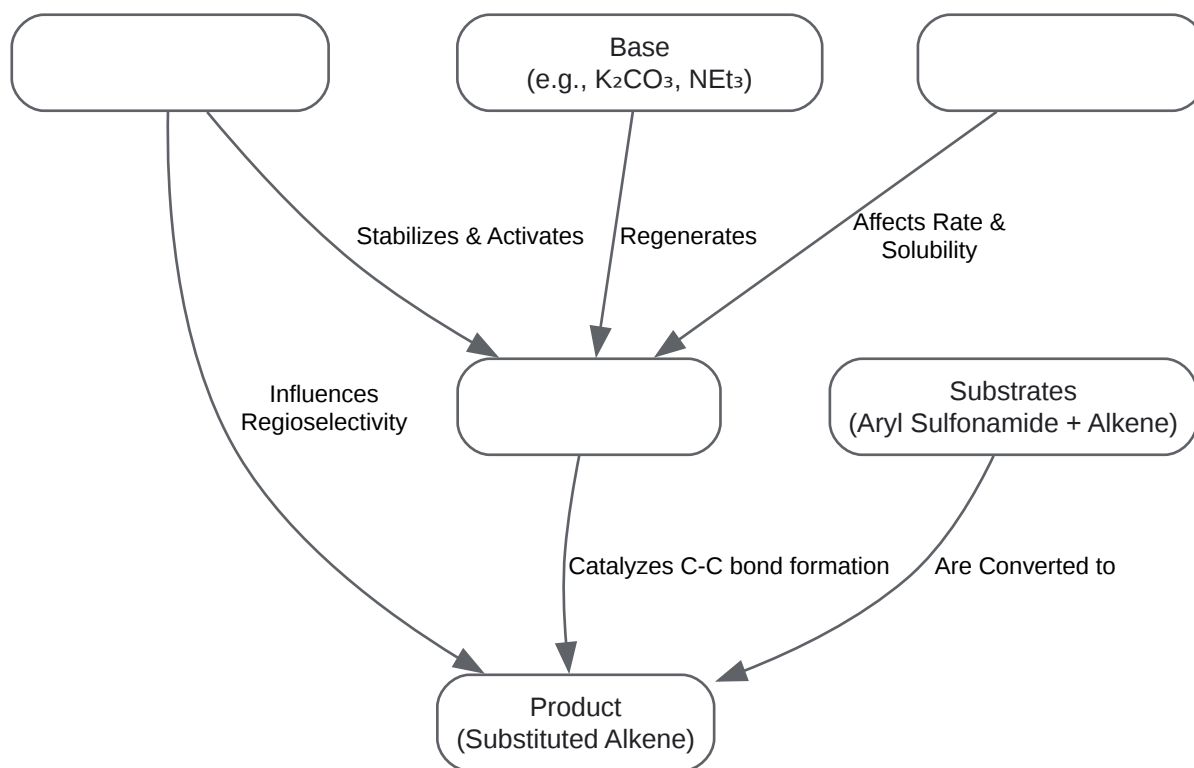 Base
(e.g., K₂CO₃, NEt₃)
Stabilizes & Activates
Regenerates
Affects Rate &
Solubility
Influences
Regioselectivity
Substrates
(Aryl Sulfonamide + Alkene)
Catalyzes C-C bond formation
Are Converted to
Product
(Substituted Alkene)